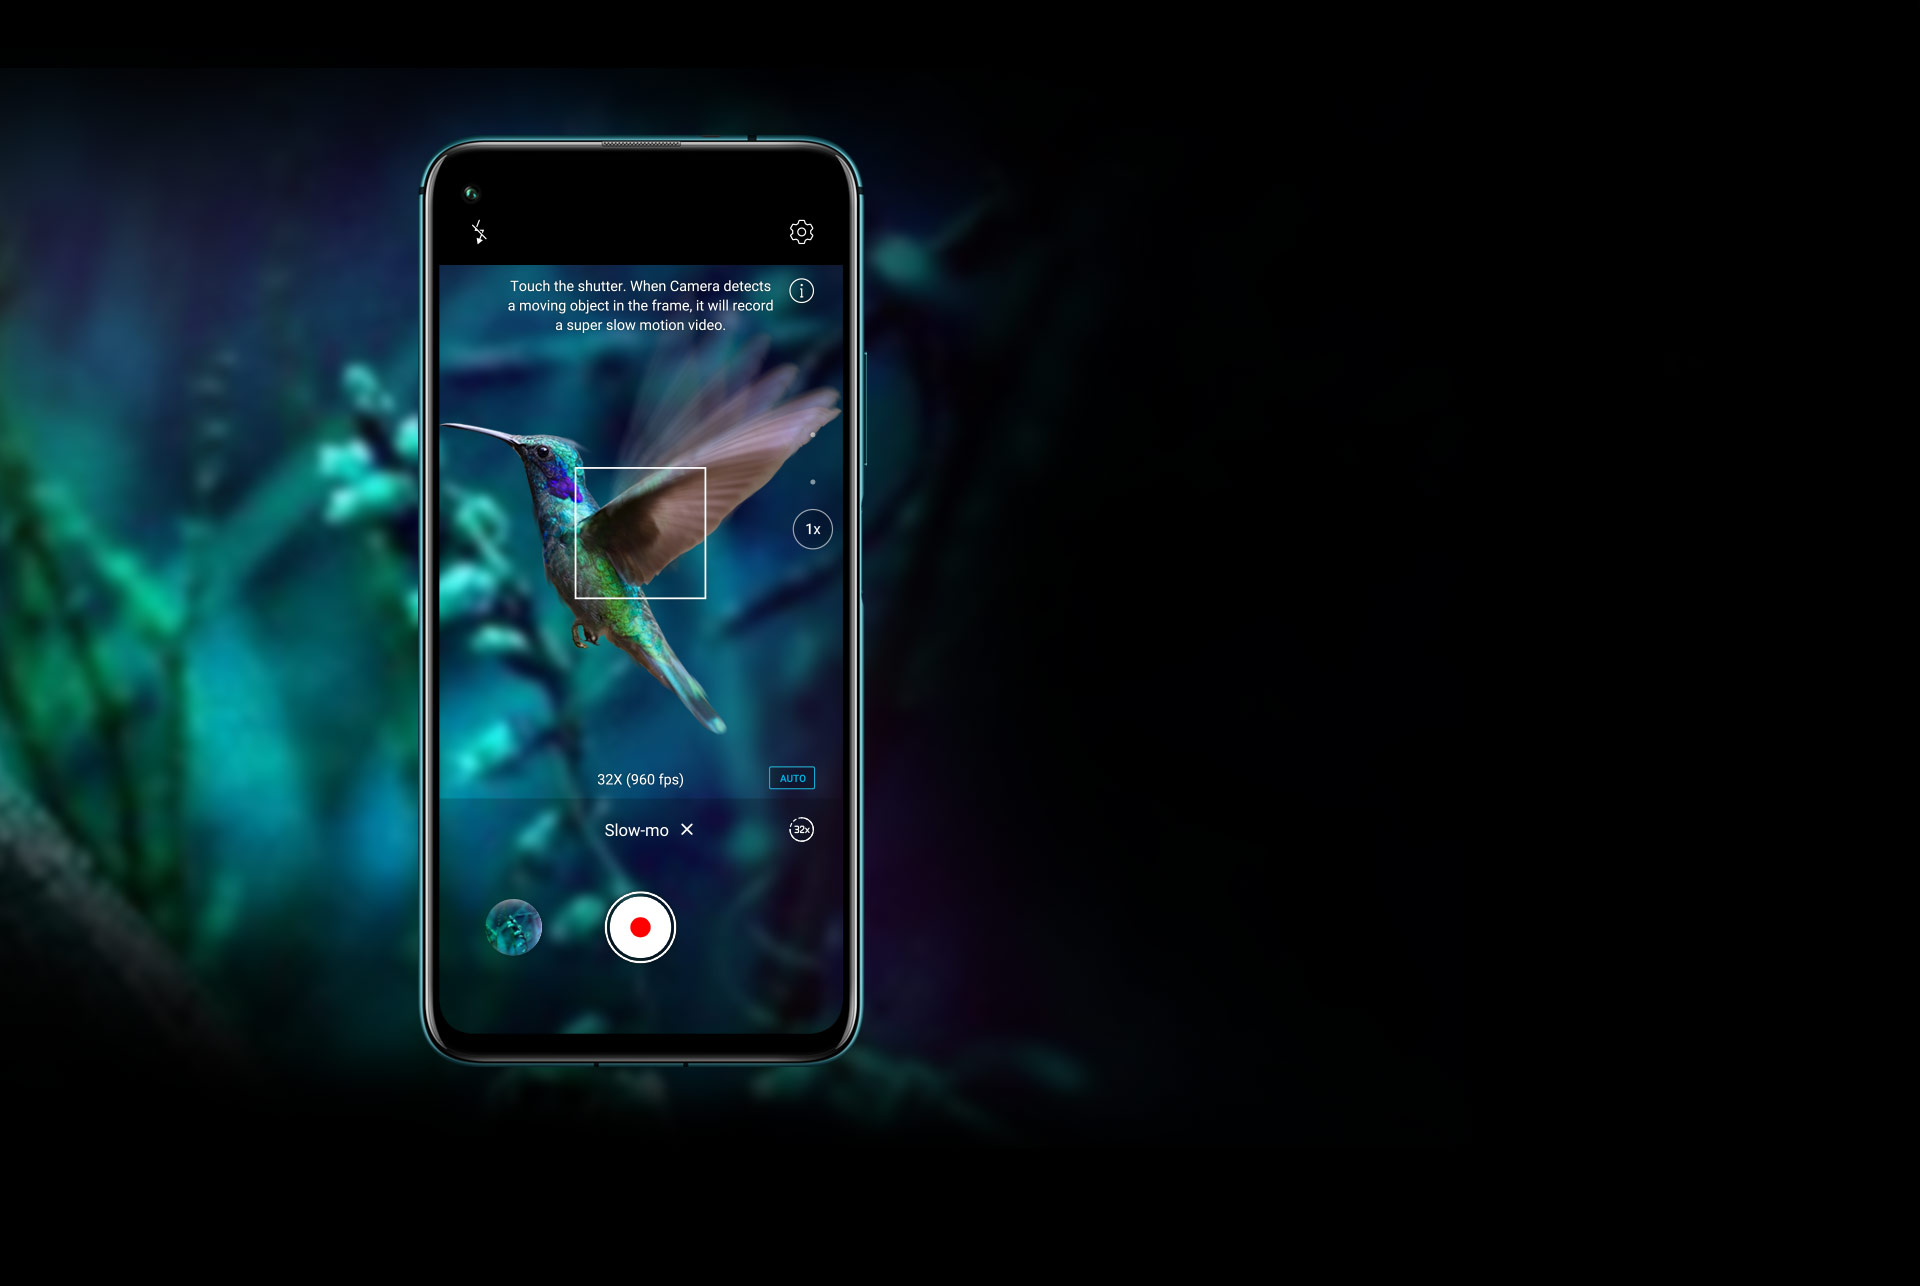 Touch the shutter. When Camera detects
a moving object in the frame, it will record
a super slow motion video.
1x
32X (960 fps)
AUTO
Slow-mo
32x